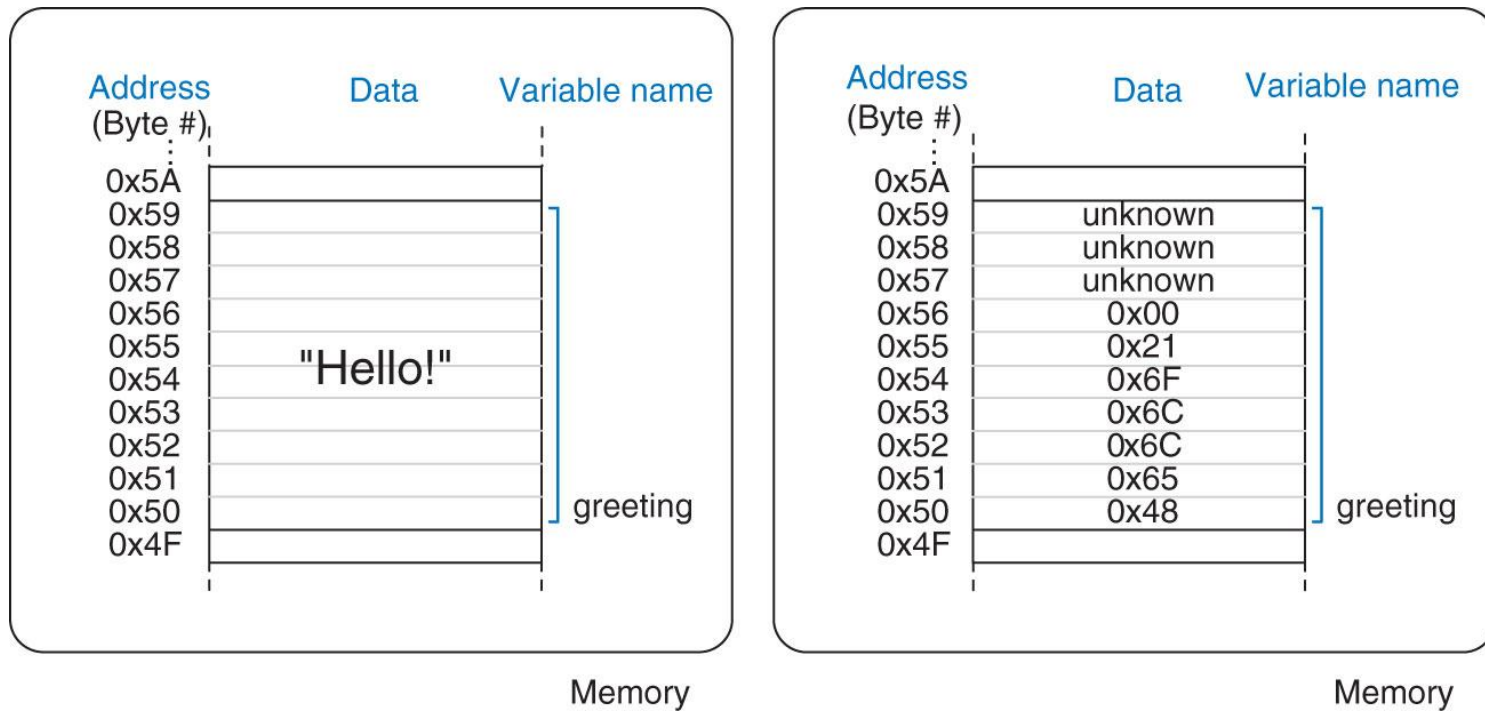 Address Data Variable name
(Byte #)
0x5A
0x59
0x58
0x57
0x56
0x55
"Hello!"
0x54
0x53
0x52
0x51
0x50 greeting
0x4F
Memory
Address Data Variable name
(Byte #)
0x5A
0x59 unknown
0x58 unknown
0x57 unknown
0x56 0x00
0x55 0x21
0x54 0x6F
0x53 0x6C
0x52 0x6C
0x51 0x65
0x50 0x48 greeting
0x4F
Memory